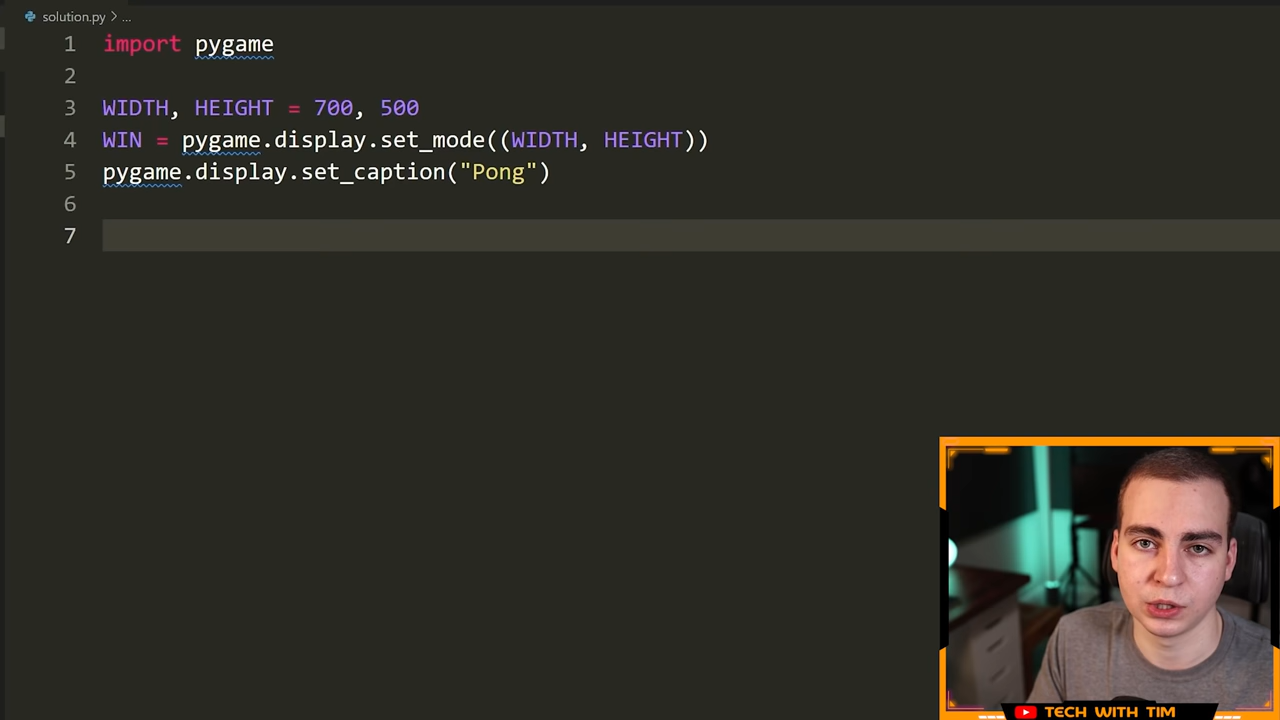 solution.py > ...
1 import pygame
2
3 WIDTH, HEIGHT = 700, 500
4 WIN = pygame.display.set_mode((WIDTH, HEIGHT))
5 pygame.display.set_caption("Pong")
6
7
TECH WITH TIM